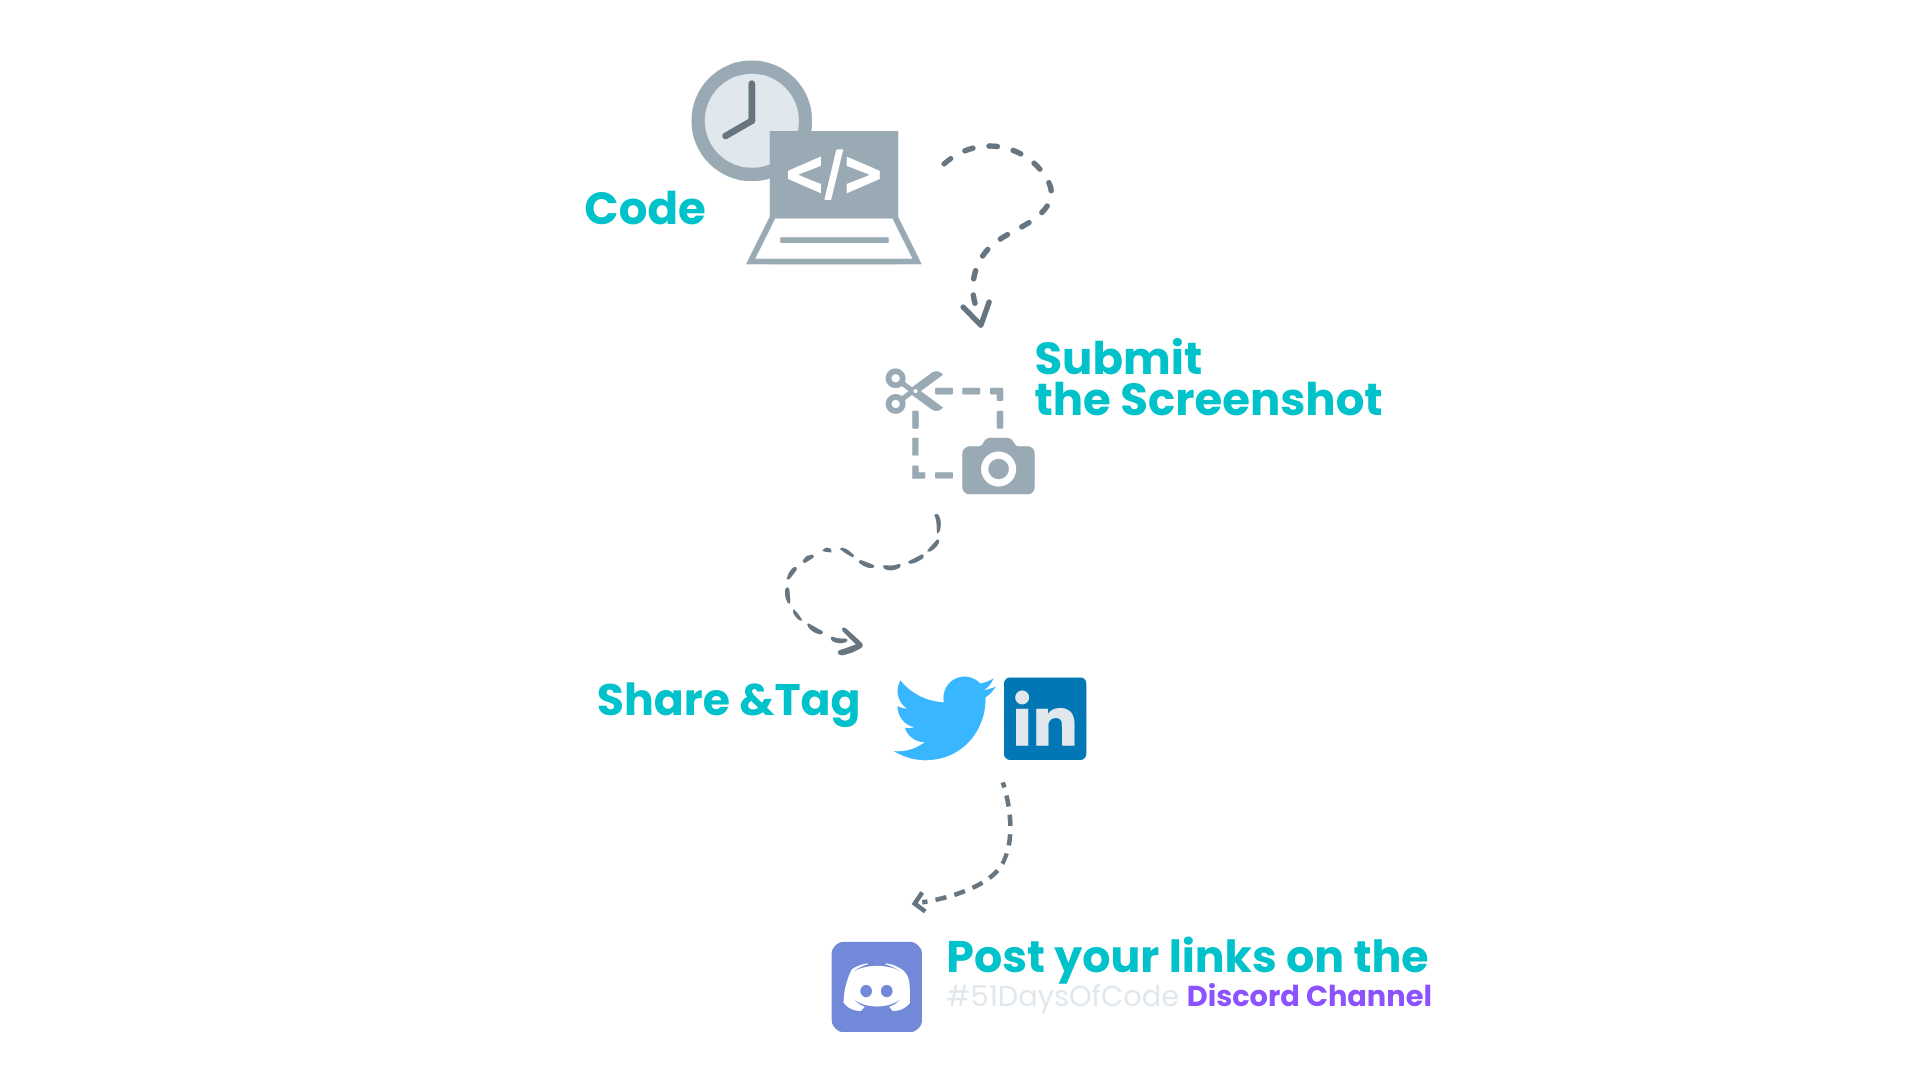 Code
</>
Submit
the Screenshot
Share &Tag
in
Post your links on the
#51DaysOfCode Discord Channel